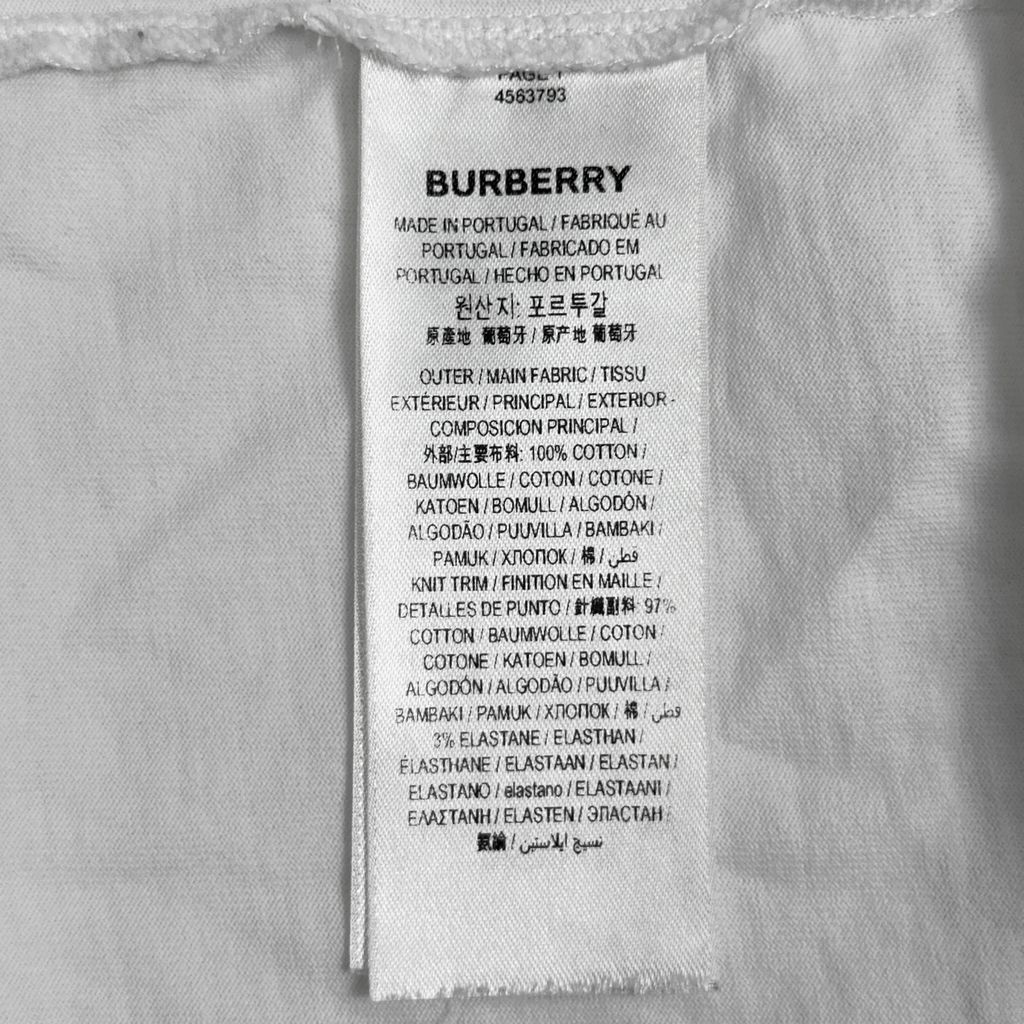 PAGE 1
4563793
BURBERRY
MADE IN PORTUGAL / FABRIQUÉ AU
PORTUGAL / FABRICADO EM
PORTUGAL / HECHO EN PORTUGAL
원산지: 포르투갈
原產地 葡萄牙 / 原产地 葡萄牙
OUTER / MAIN FABRIC / TISSU
EXTÉRIEUR / PRINCIPAL / EXTERIOR -
COMPOSICION PRINCIPAL /
外部/主要布料: 100% COTTON /
BAUMWOLLE / COTON / COTONE /
KATOEN / BOMULL / ALGODÓN /
ALGODÃO / PUUVILLA / BAMBAKI /
PAMUK / ХЛОПОК / 棉 / قطن
KNIT TRIM / FINITION EN MAILLE /
DETALLES DE PUNTO / 針織副料: 97%
COTTON / BAUMWOLLE / COTON /
COTONE / KATOEN / BOMULL /
ALGODÓN / ALGODÃO / PUUVILLA /
BAMBAKI / PAMUK / ХЛОПОК / 棉 / قطن
3% ELASTANE / ELASTHAN /
ÉLASTHANE / ELASTAAN / ELASTAN /
ELASTANO / elastano / ELASTAANI /
ΕΛΑΣΤΑΝΗ / ELASTEN / ЭЛАСТАН /
氨綸 / نسيج ايلاستين